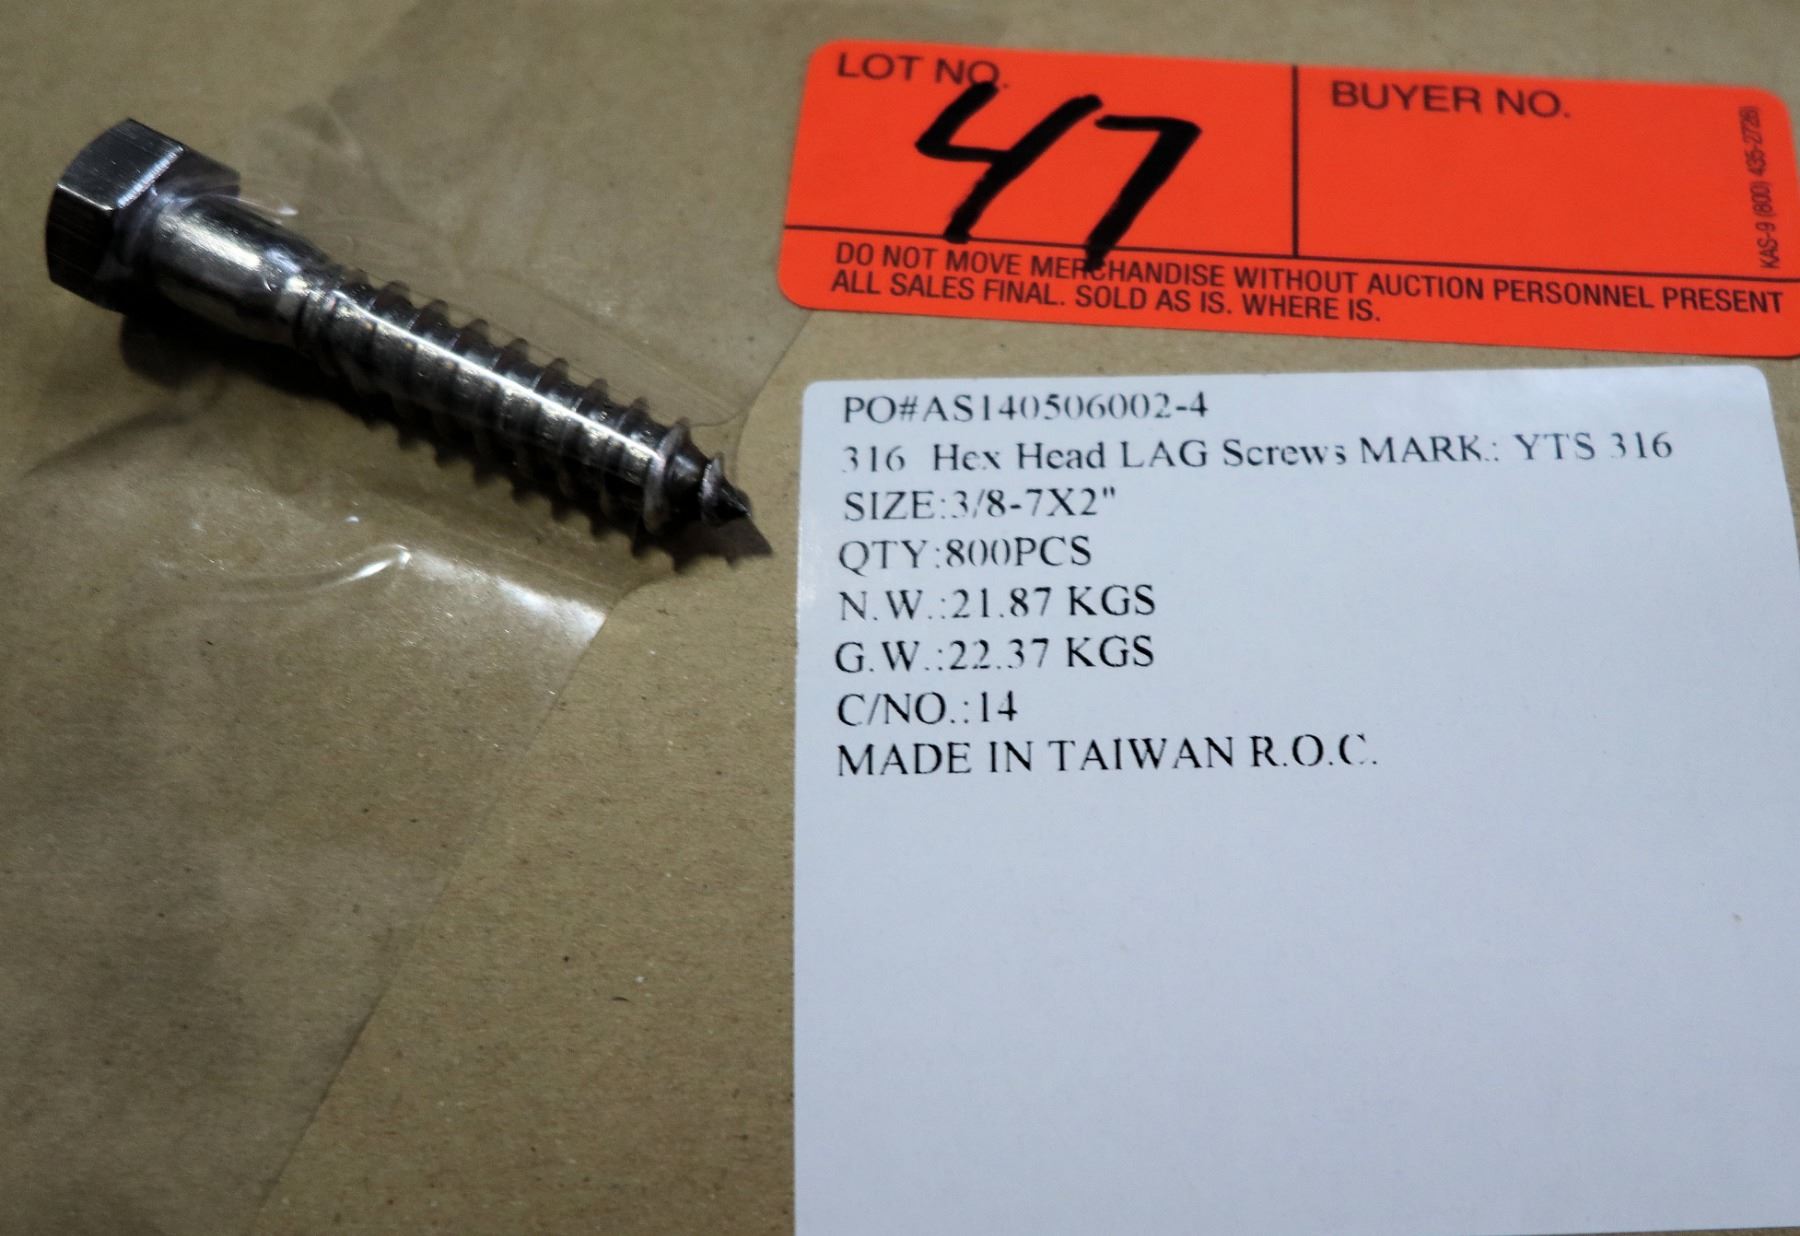 LOT NO.
47
BUYER NO.
KAS-9 (800) 435-2728)
DO NOT MOVE MERCHANDISE WITHOUT AUCTION PERSONNEL PRESENT
ALL SALES FINAL. SOLD AS IS. WHERE IS.
PO#AS140506002-4
316 Hex Head LAG Screws MARK.: YTS 316
SIZE:3/8-7X2"
QTY:800PCS
N.W.:21.87 KGS
G.W.:22.37 KGS
C/NO.:14
MADE IN TAIWAN R.O.C.